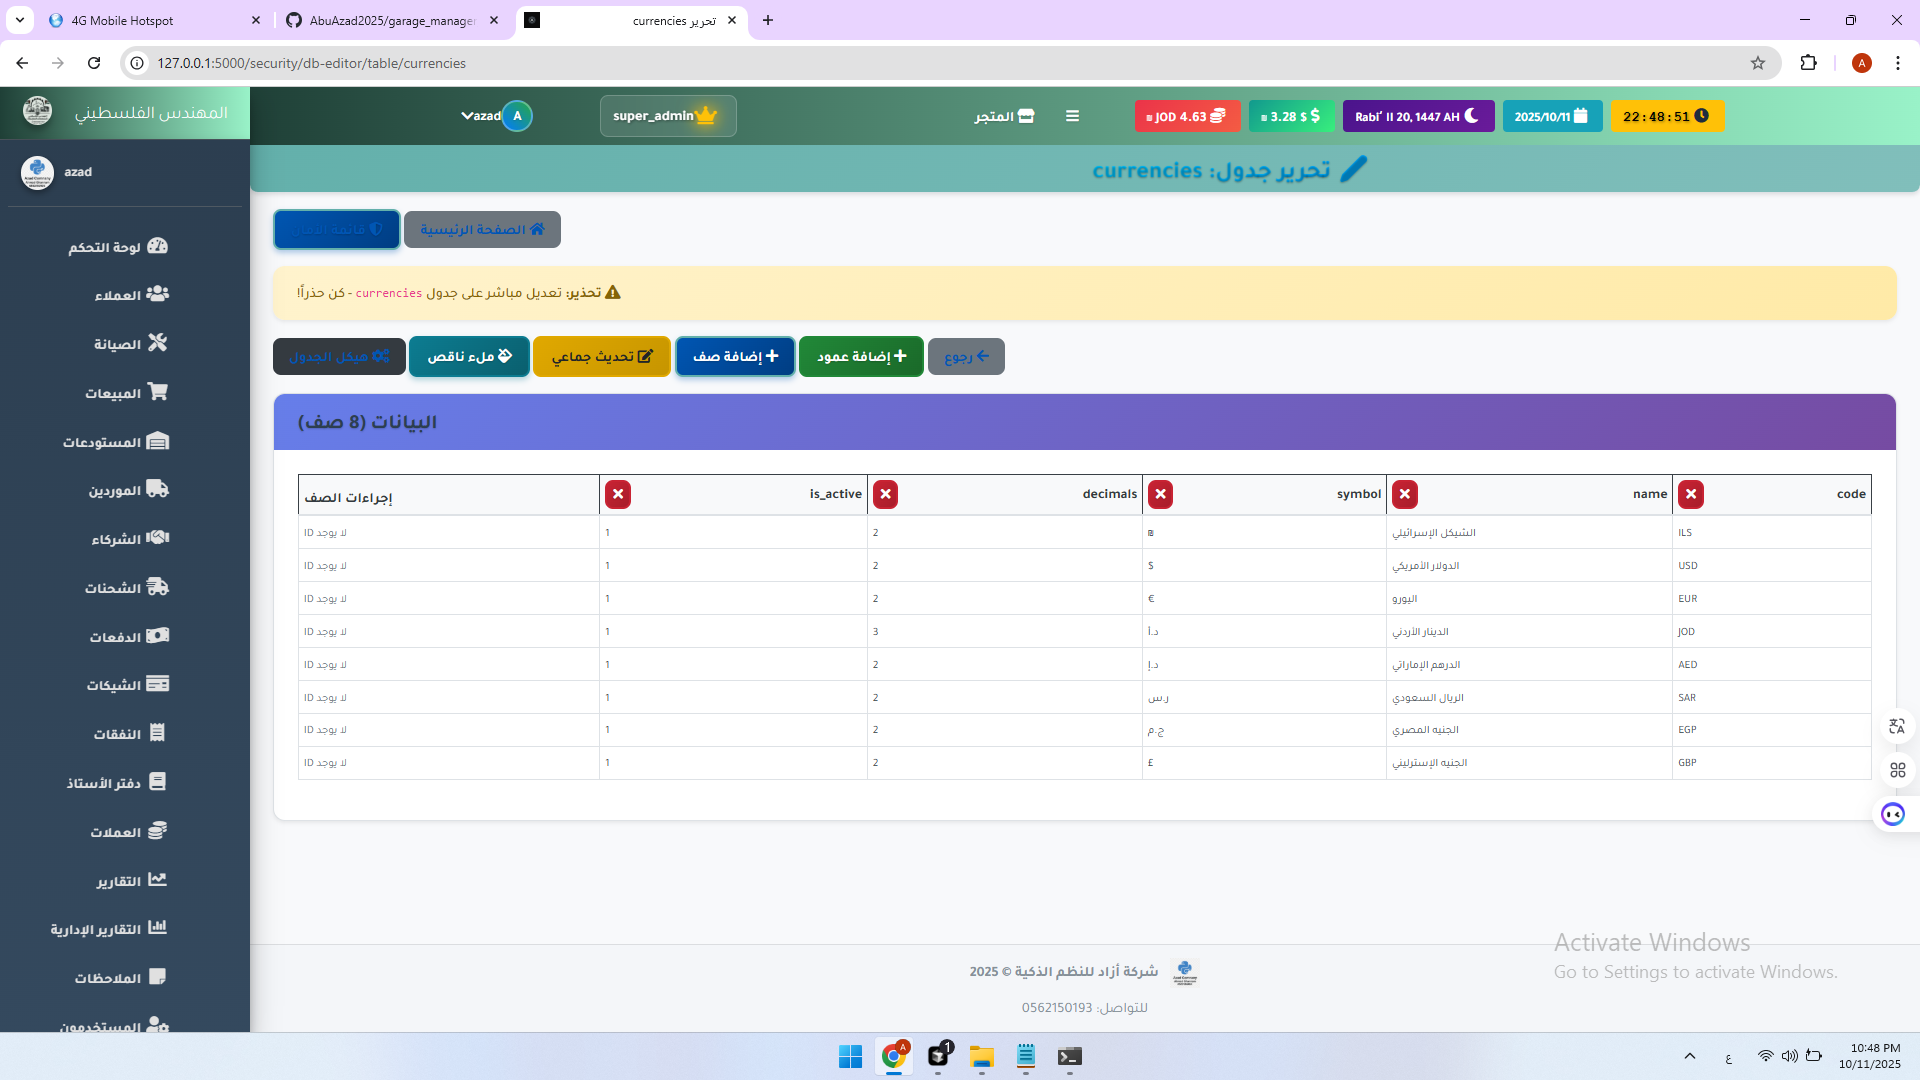 4G Mobile Hotspot
AbuAzad2025/garage_manager
تحرير currencies
127.0.0.1:5000/security/db-editor/table/currencies
A
المهندس الفلسطيني
azad
A
super_admin
المتجر
JOD 4.63 ₪
$ 3.28 ₪
Rabiʻ II 20, 1447 AH
2025/10/11
22:48:51
azad
تحرير جدول: currencies
الصفحة الرئيسية
قائمة الأمان
تحذير: تعديل مباشر على جدول currencies - كن حذراً!
رجوع
إضافة عمود
إضافة صف
تحديث جماعي
ملء ناقص
هيكل الجدول
البيانات (8 صف)
code name symbol decimals is_active إجراءات الصف
ILS الشيكل الإسرائيلي ₪ 2 1 لا يوجد ID
USD الدولار الأمريكي $ 2 1 لا يوجد ID
EUR اليورو € 2 1 لا يوجد ID
JOD الدينار الأردني د.أ 3 1 لا يوجد ID
AED الدرهم الإماراتي د.إ 2 1 لا يوجد ID
SAR الريال السعودي ر.س 2 1 لا يوجد ID
EGP الجنيه المصري ج.م 2 1 لا يوجد ID
GBP الجنيه الإسترليني £ 2 1 لا يوجد ID
لوحة التحكم
العملاء
الصيانة
المبيعات
المستودعات
الموردين
الشركاء
الشحنات
الدفعات
الشيكات
النفقات
دفتر الأستاذ
العملات
التقارير
التقارير الإدارية
الملاحظات
المستخدمون
شركة أزاد للنظم الذكية © 2025
للتواصل: 0562150193
Activate Windows
Go to Settings to activate Windows.
A
1
ع
10:48 PM
10/11/2025